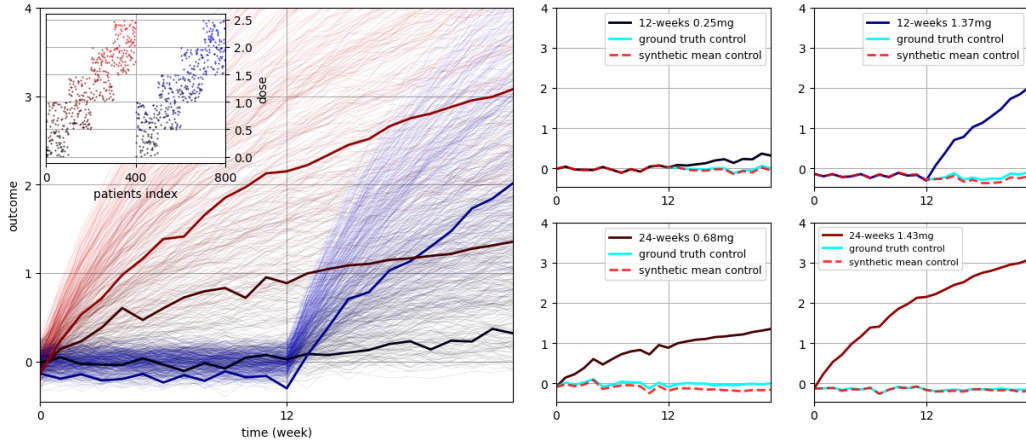 4
3
2
1
0
outcome
0
12
time (week)
2.5
2.0
1.5
1.0
0.5
0.0
dose
0
400
800
patients index
4
3
2
1
0
0
12
12-weeks 0.25mg
ground truth control
synthetic mean control
4
3
2
1
0
0
12
12-weeks 1.37mg
ground truth control
synthetic mean control
4
3
2
1
0
0
12
24-weeks 0.68mg
ground truth control
synthetic mean control
4
3
2
1
0
0
12
24-weeks 1.43mg
ground truth control
synthetic mean control